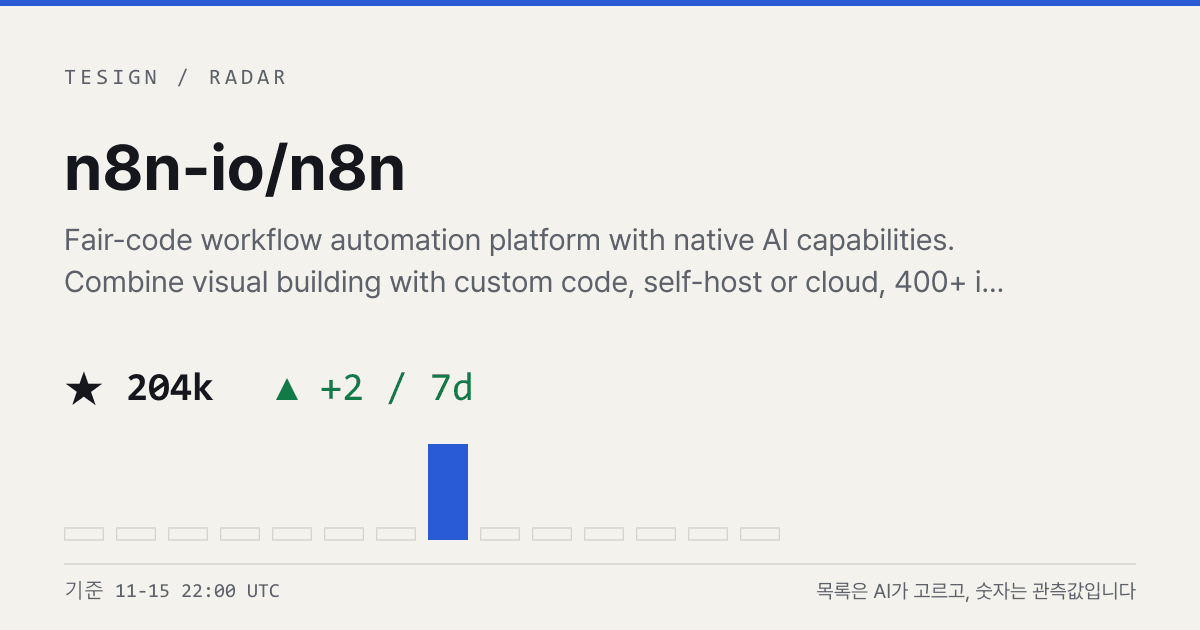 TESIGN / RADAR
n8n-io/n8n
Fair-code workflow automation platform with native AI capabilities.
Combine visual building with custom code, self-host or cloud, 400+ i...
★ 204k ▲ +2 / 7d
기준 11-15 22:00 UTC
목록은 AI가 고르고, 숫자는 관측값입니다